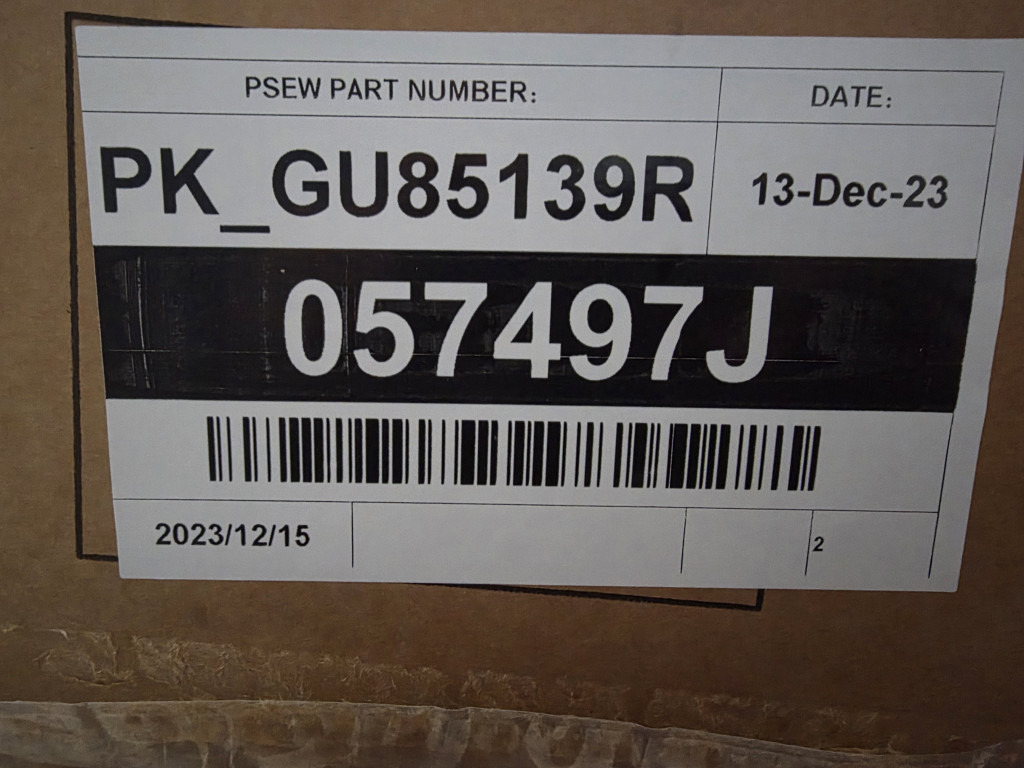 PSEW PART NUMBER:
DATE:
PK_GU85139R
13-Dec-23
057497J
2023/12/15
2